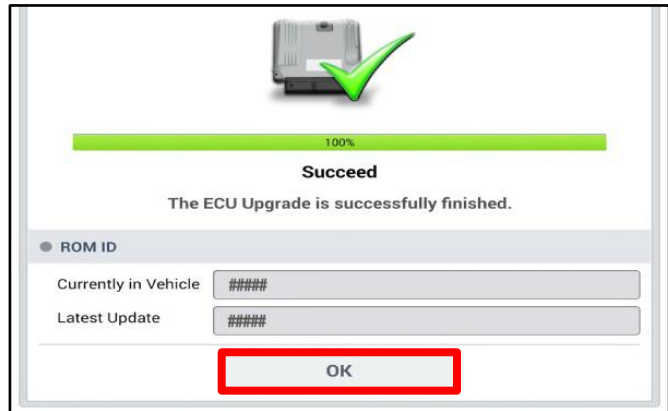 100%
Succeed
The ECU Upgrade is successfully finished.
ROM ID
Currently in Vehicle #####
Latest Update #####
OK